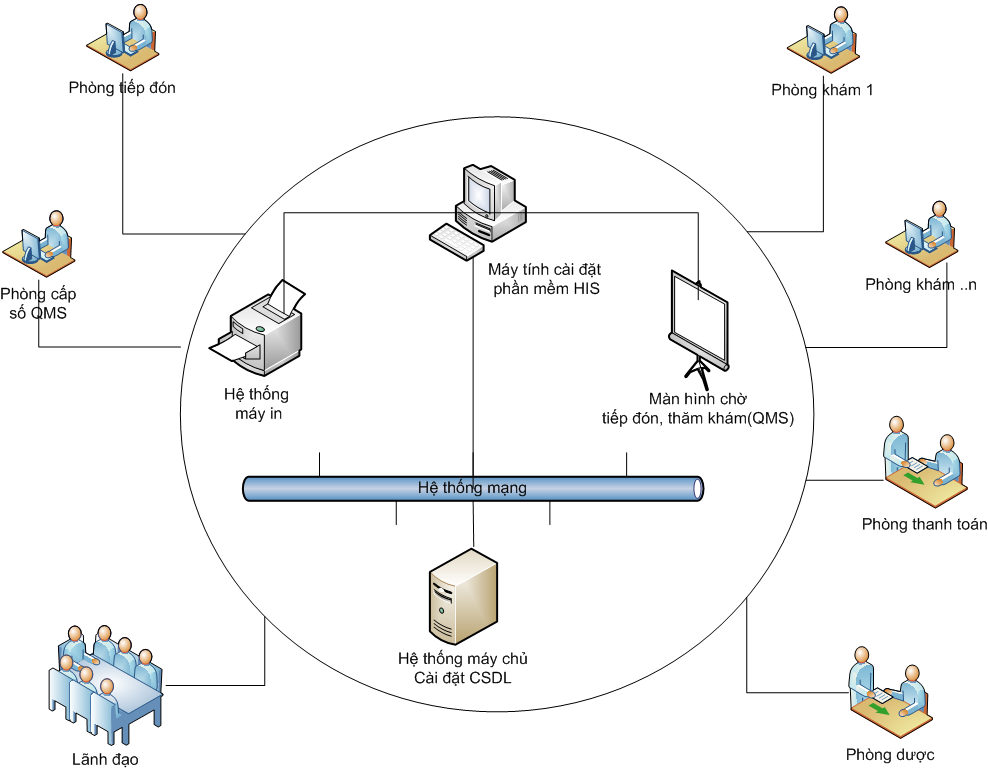 Phòng tiếp đón
Phòng khám 1
Phòng cấp
số QMS
Máy tính cài đặt
phần mềm HIS
Phòng khám ..n
Hệ thống
máy in
Màn hình chờ
tiếp đón, thăm khám(QMS)
Hệ thống mạng
Phòng thanh toán
Hệ thống máy chủ
Cài đặt CSDL
Lãnh đạo
Phòng dược